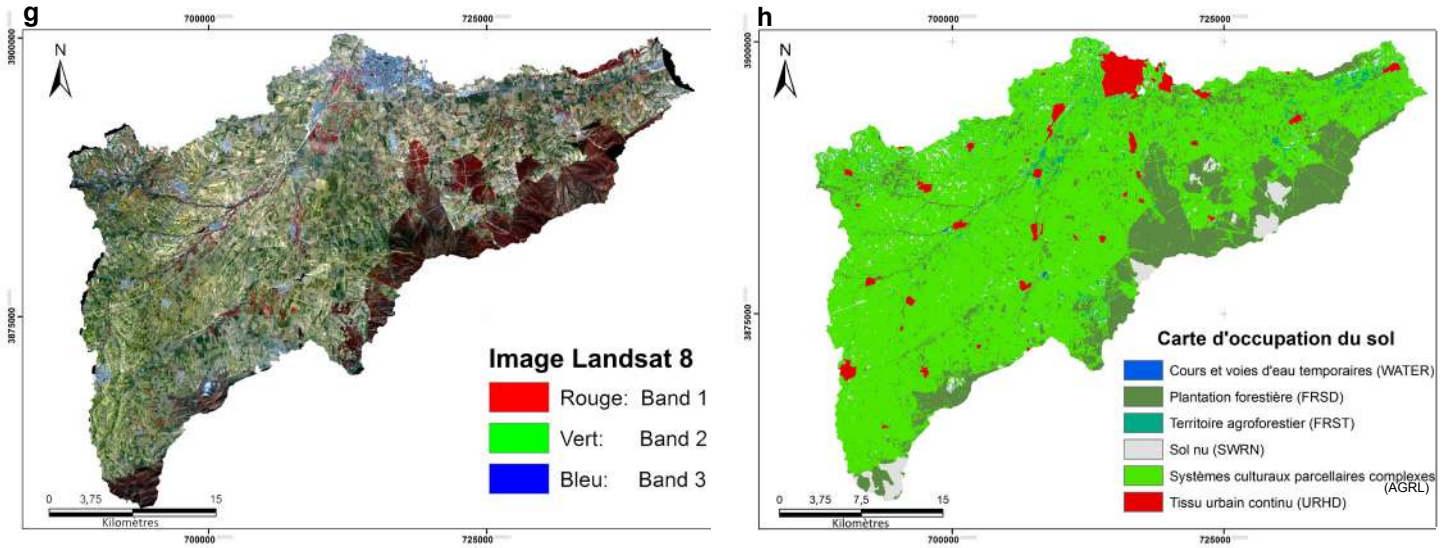 g
700000
725000
3900000
3875000
N
Image Landsat 8
Rouge: Band 1
Vert: Band 2
Bleu: Band 3
0 3,75 15
Kilomètres
700000
725000
h
700000
725000
3900000
3875000
N
Carte d'occupation du sol
Cours et voies d'eau temporaires (WATER)
Plantation forestière (FRSD)
Territoire agroforestier (FRST)
Sol nu (SWRN)
Systèmes culturaux parcellaires complexes
(AGRL)
Tissu urbain continu (URHD)
0 3,75 7,5 15
Kilomètres
700000
725000